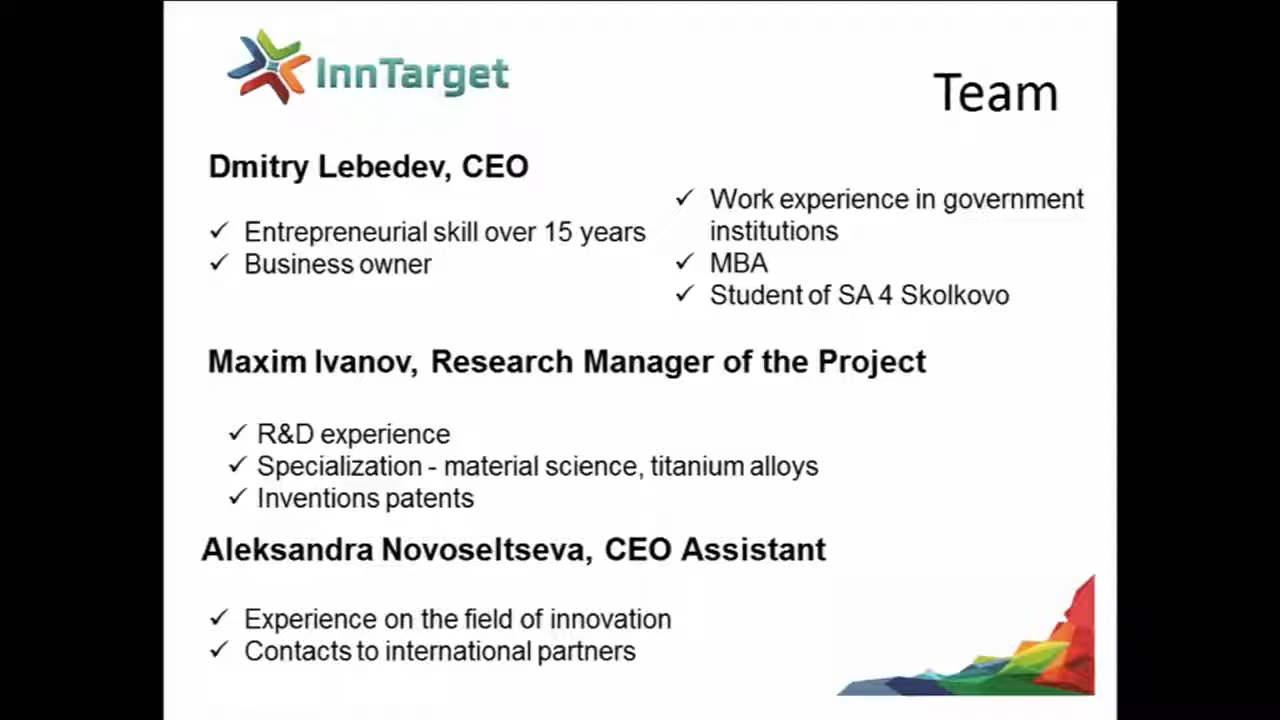 InnTarget
Team
Dmitry Lebedev, CEO
✓ Entrepreneurial skill over 15 years
✓ Business owner
✓ Work experience in government
institutions
✓ MBA
✓ Student of SA 4 Skolkovo
Maxim Ivanov, Research Manager of the Project
✓ R&D experience
✓ Specialization - material science, titanium alloys
✓ Inventions patents
Aleksandra Novoseltseva, CEO Assistant
✓ Experience on the field of innovation
✓ Contacts to international partners